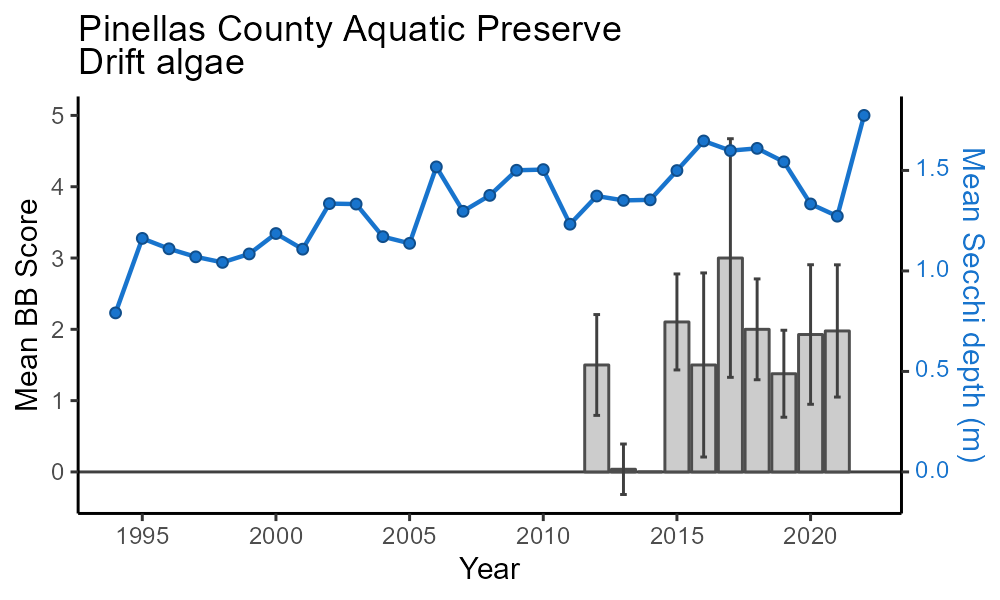 Pinellas County Aquatic Preserve
Drift algae
5
4
3
2
1
0
Mean BB Score
1.5
1.0
0.5
0.0
Mean Secchi depth (m)
1995 2000 2005 2010 2015 2020
Year